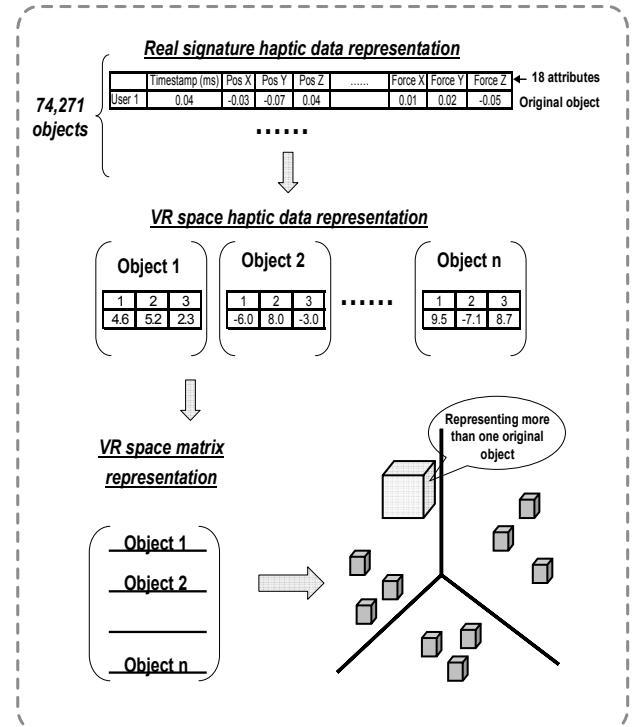 Real signature haptic data representation
Timestamp (ms) Pos X Pos Y Pos Z ...... Force X Force Y Force Z
18 attributes
User 1 0.04 -0.03 -0.07 0.04 0.01 0.02 -0.05
Original object
74,271
objects
......
VR space haptic data representation
Object 1 Object 2 Object n
1 2 3 1 2 3 ...... 1 2 3
4.6 5.2 2.3 -6.0 8.0 -3.0 9.5 -7.1 8.7
VR space matrix
representation
Representing more
than one original
object
Object 1
Object 2
Object n